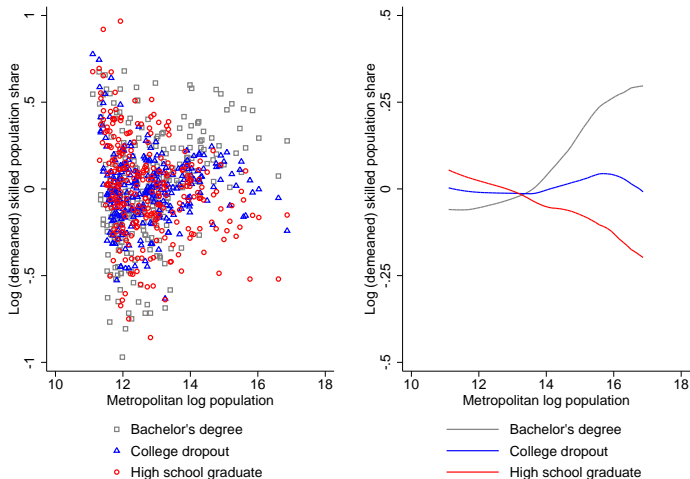 Log (demeaned) skilled population share
1
.5
0
-.5
-1
10
12
14
16
18
Metropolitan log population
Bachelor's degree
College dropout
High school graduate
Log (demeaned) skilled population share
.5
.25
0
-.25
-.5
10
12
14
16
18
Metropolitan log population
Bachelor's degree
College dropout
High school graduate